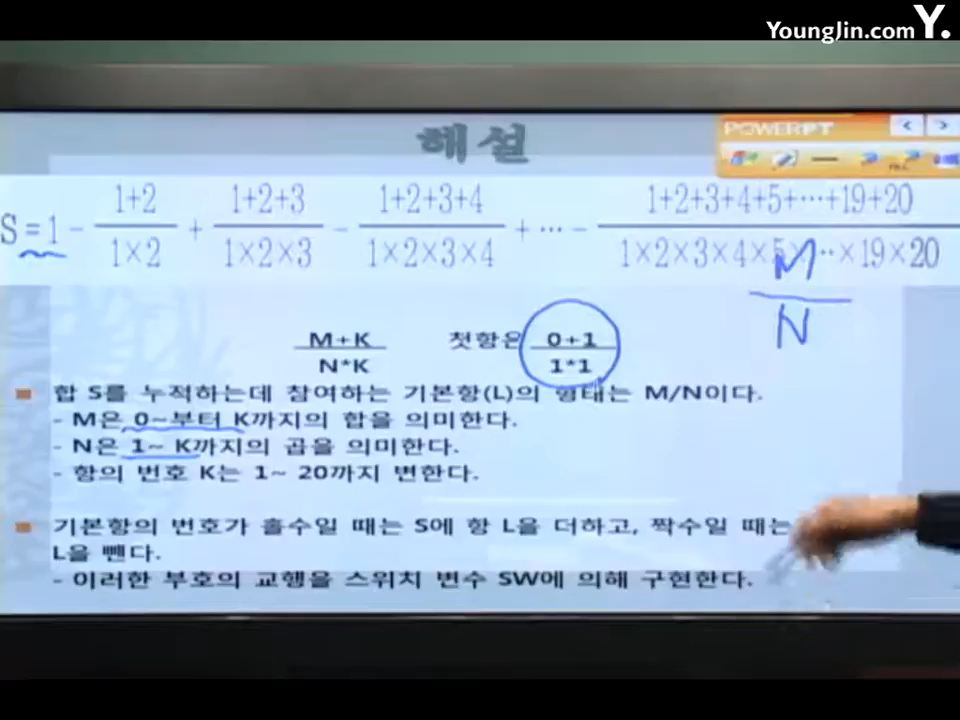 YoungJin.com Y.
해설
POWERPT
S = 1 - (1+2)/(1×2) + (1+2+3)/(1×2×3) - (1+2+3+4)/(1×2×3×4) + ··· - (1+2+3+4+5+···+19+20)/(1×2×3×4×5×···×19×20)
M/N
M+K/N*K 첫항은 0+1/1*1
합 S를 누적하는데 참여하는 기본항(L)의 형태는 M/N이다.
- M은 0~부터 K까지의 합을 의미한다.
- N은 1~ K까지의 곱을 의미한다.
- 항의 번호 K는 1~ 20까지 변한다.
기본항의 번호가 홀수일 때는 S에 항 L을 더하고, 짝수일 때는
L을 뺀다.
- 이러한 부호의 교행을 스위치 변수 SW에 의해 구현한다.